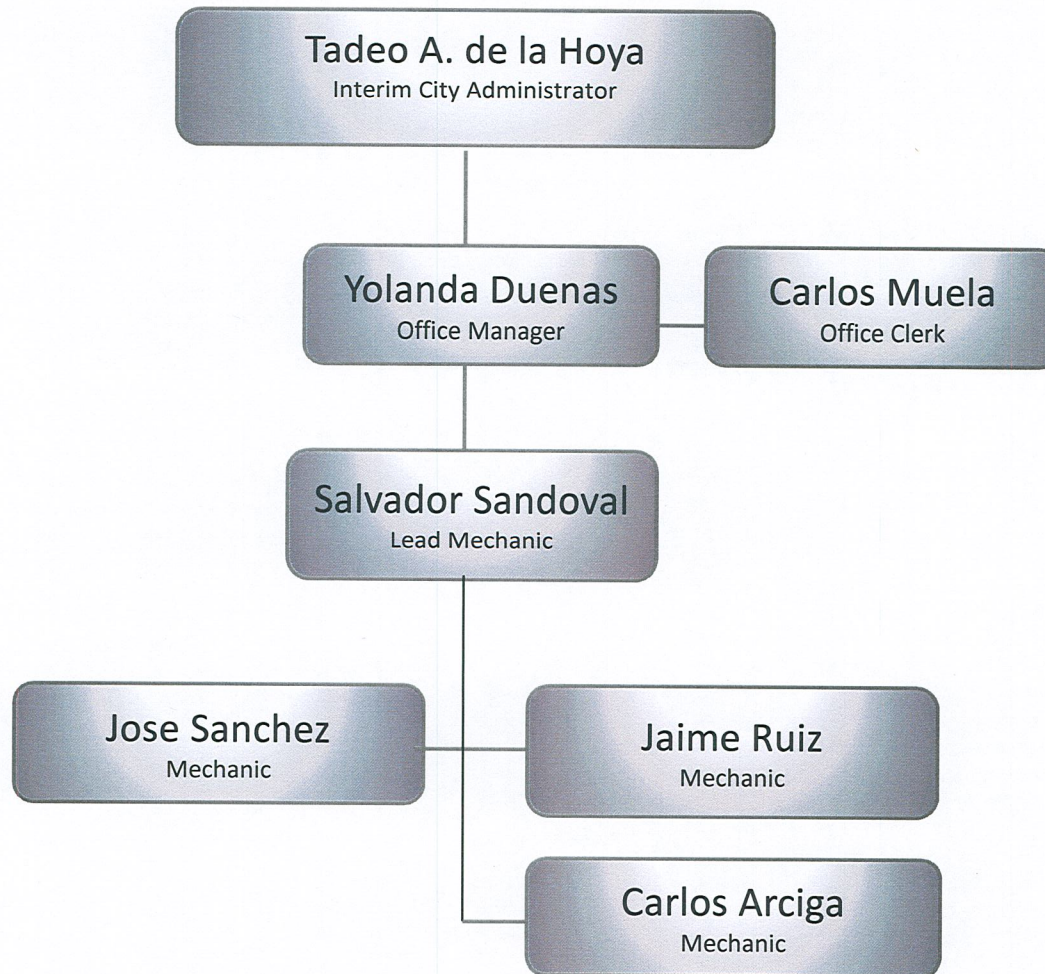 Tadeo A. de la Hoya
Interim City Administrator
Yolanda Duenas
Office Manager
Carlos Muela
Office Clerk
Salvador Sandoval
Lead Mechanic
Jose Sanchez
Mechanic
Jaime Ruiz
Mechanic
Carlos Arciga
Mechanic